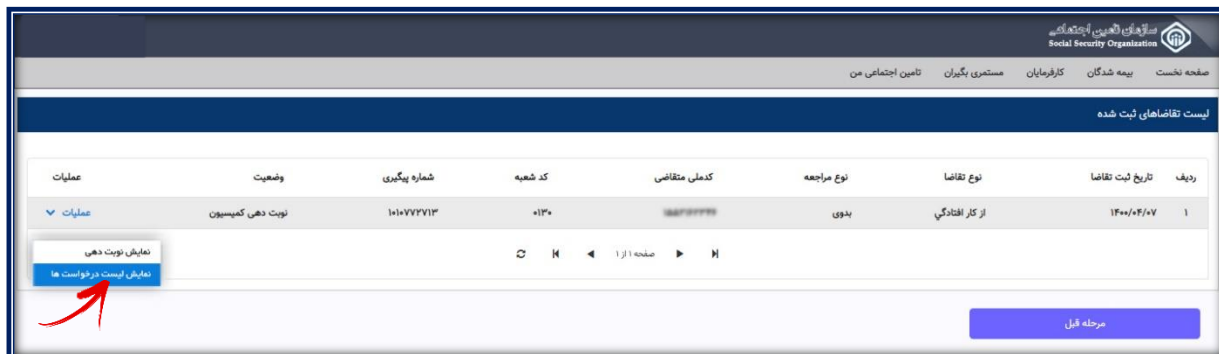 سازمان تأمین اجتماعی
Social Security Organization
صفحه نخست بیمه شدگان کارفرمایان مستمری بگیران تامین اجتماعی من
لیست تقاضاهای ثبت شده
ردیف تاریخ ثبت تقاضا نوع تقاضا نوع مراجعه کدملی متقاضی کد شعبه شماره پیگیری وضعیت عملیات
۱ ۱۴۰۰/۰۴/۰۷ از کار افتادگي بدوی ۰۱۳۰ ۱۰۱۰۷۷۲۷۱۳ نوبت دهی کمیسیون عملیات
صفحه ۱ از ۱
نمایش نوبت دهی
نمایش لیست درخواست ها
مرحله قبل